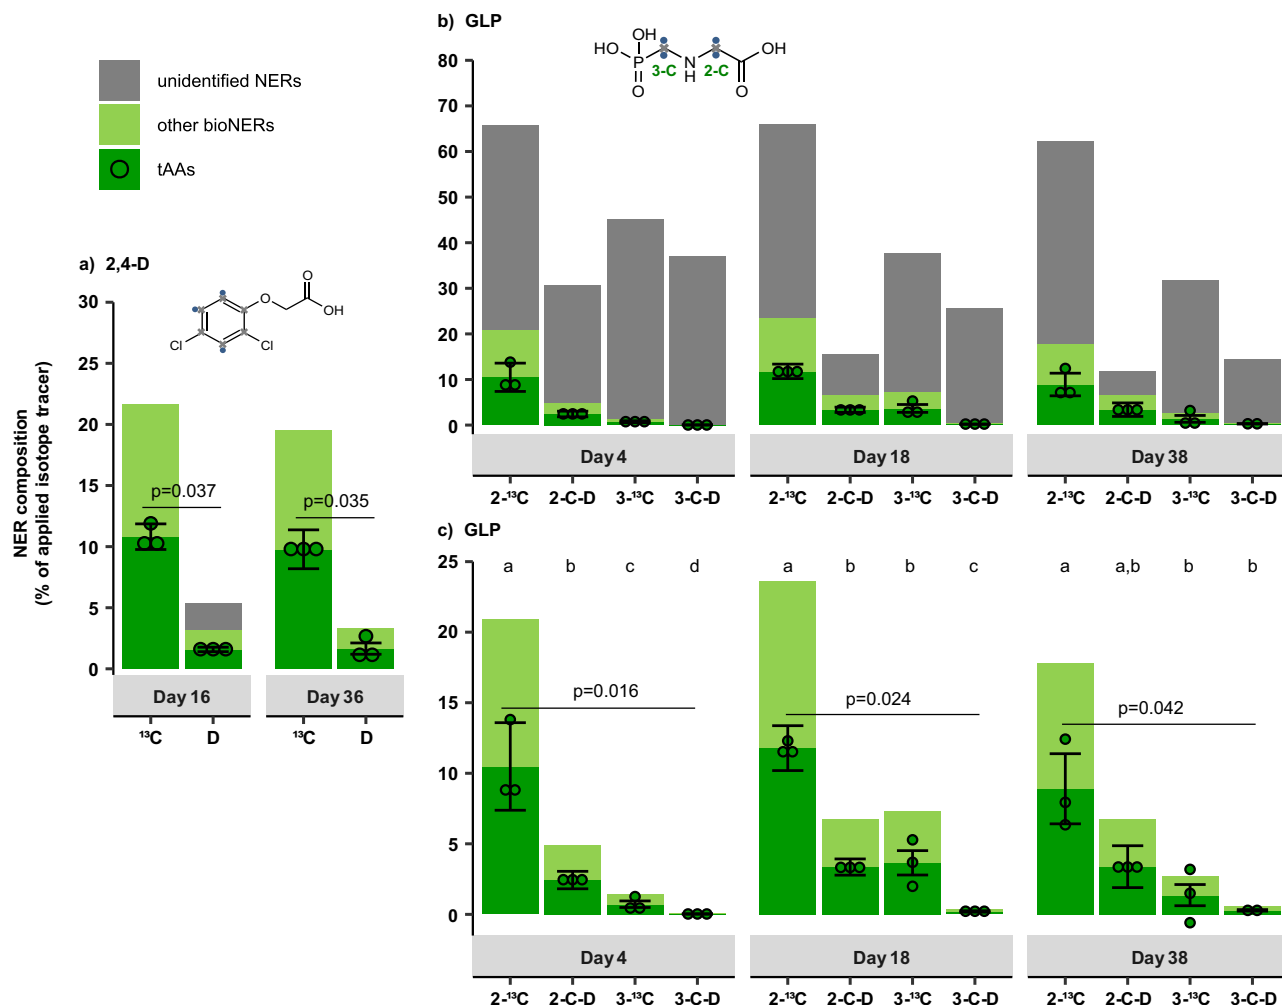 unidentified NERs
other bioNERs
tAAs
NER composition
(% of applied isotope tracer)
a) 2,4-D
O
O
OH
Cl
Cl
30
25
20
15
10
5
0
p=0.037
p=0.035
Day 16
Day 36
¹³C
D
¹³C
D
b) GLP
OH
HO
P
O
3-C
N
H
2-C
OH
O
80
70
60
50
40
30
20
10
0
Day 4
Day 18
Day 38
2-¹³C
2-C-D
3-¹³C
3-C-D
2-¹³C
2-C-D
3-¹³C
3-C-D
2-¹³C
2-C-D
3-¹³C
3-C-D
c) GLP
25
20
15
10
5
0
a
b
c
d
a
b
b
c
a
a,b
b
b
p=0.016
p=0.024
p=0.042
Day 4
Day 18
Day 38
2-¹³C
2-C-D
3-¹³C
3-C-D
2-¹³C
2-C-D
3-¹³C
3-C-D
2-¹³C
2-C-D
3-¹³C
3-C-D